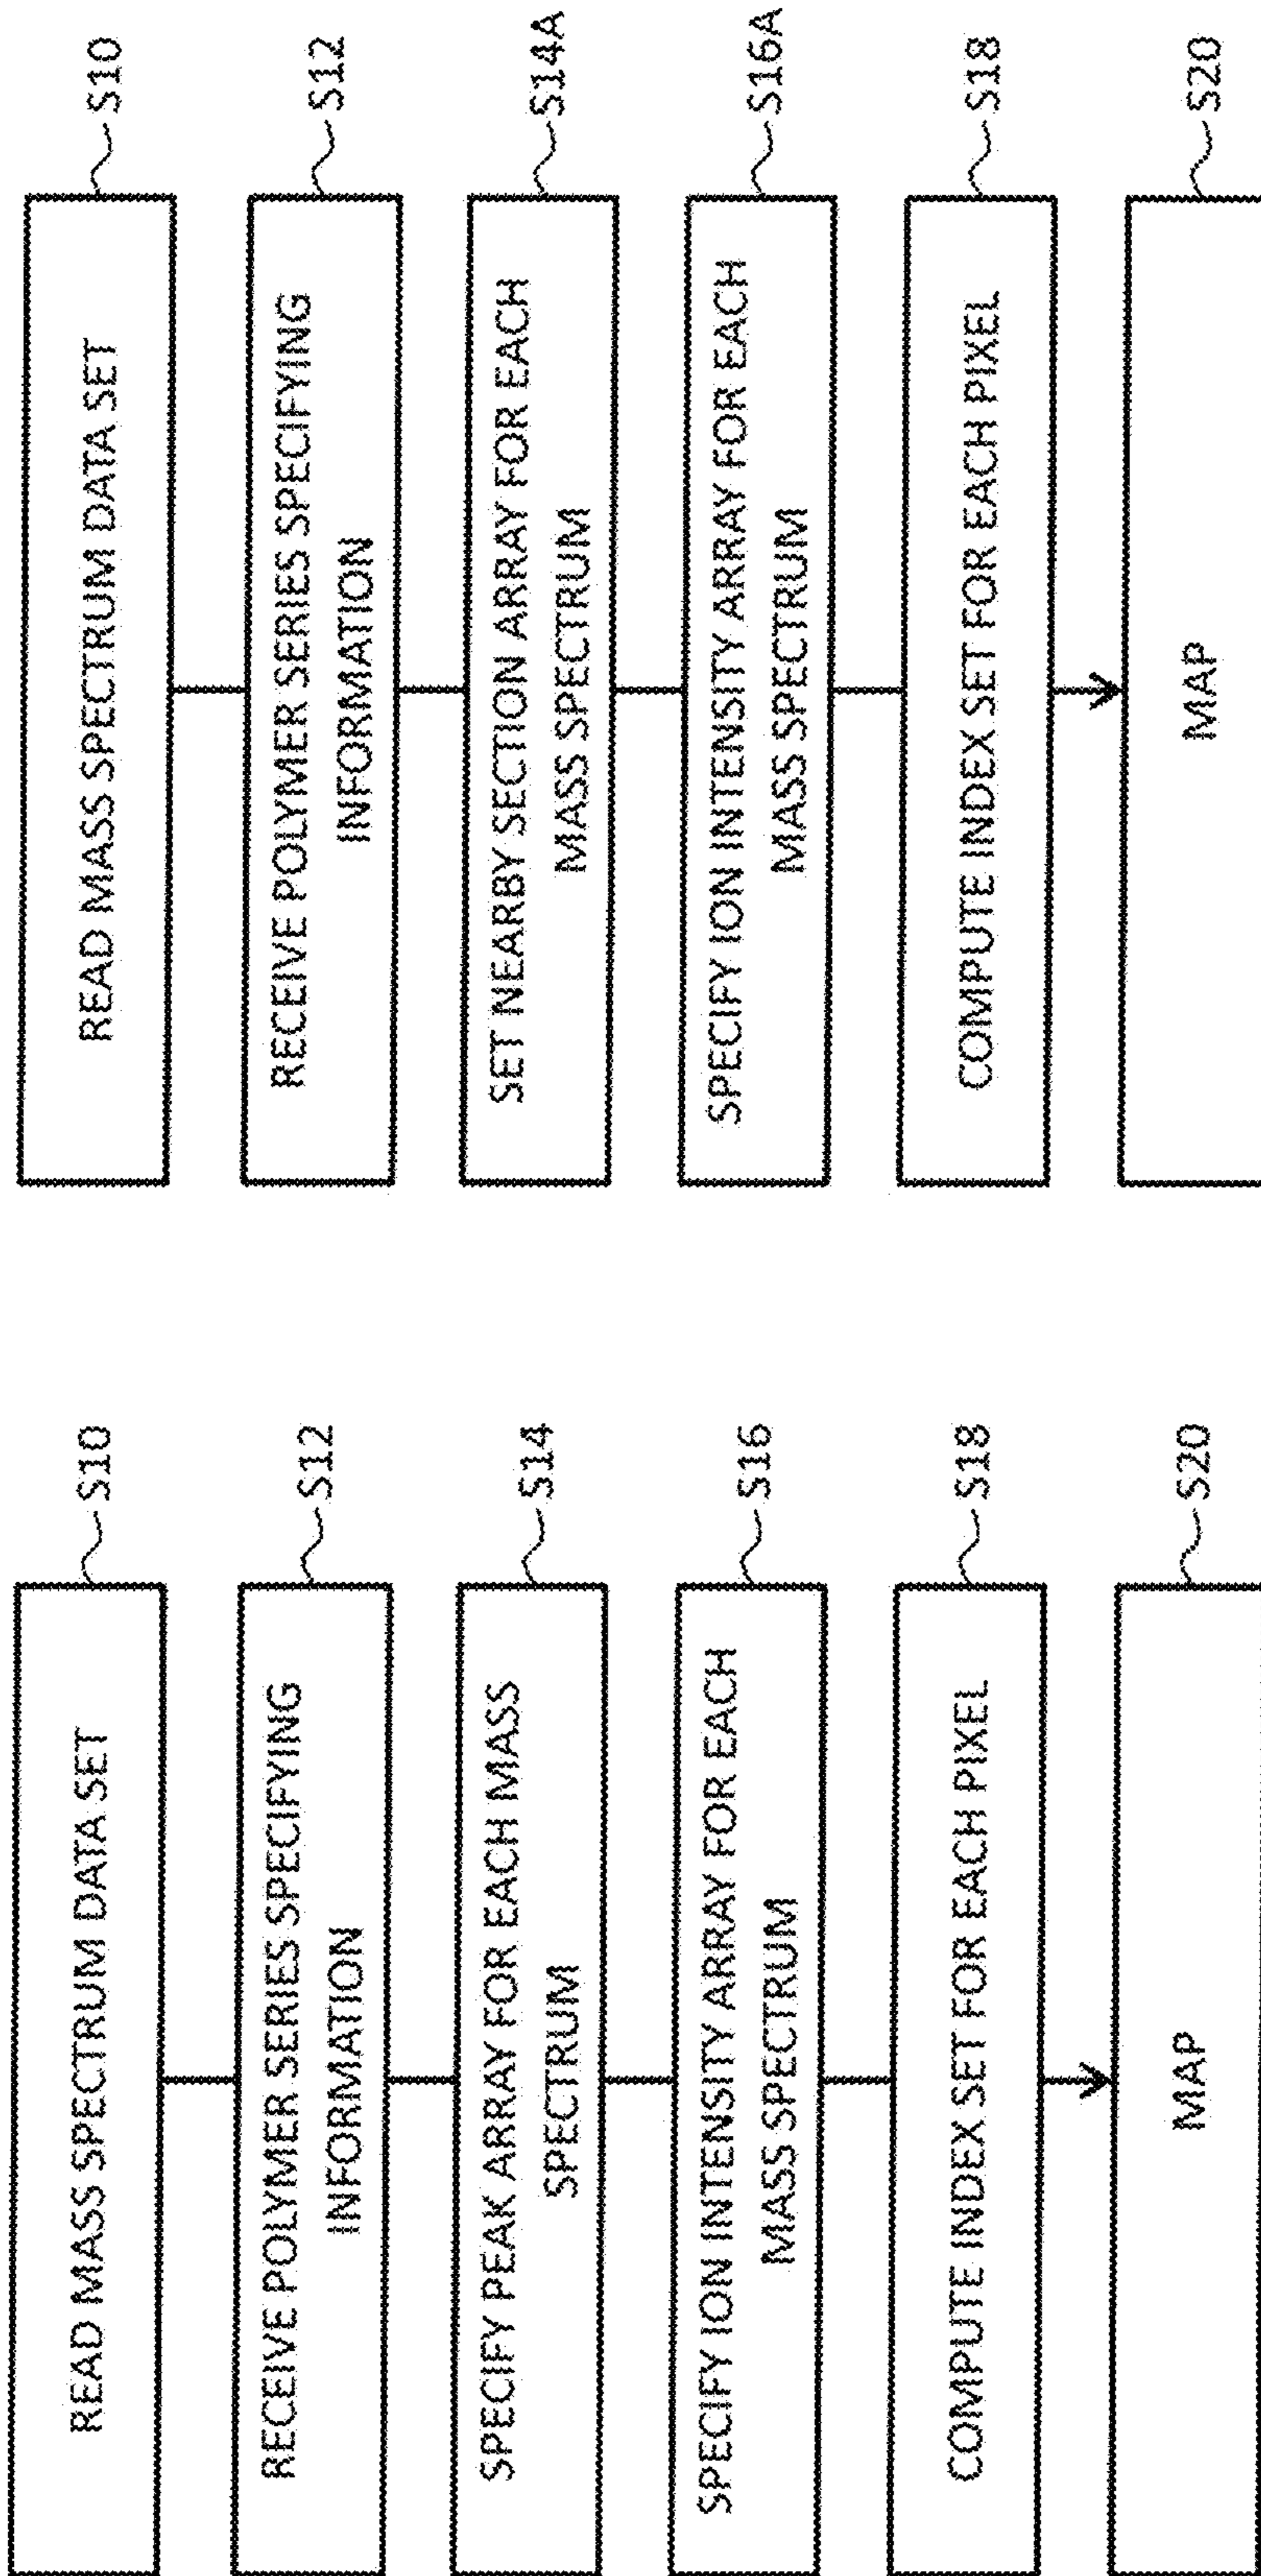 READ MASS SPECTRUM DATA SET
S10
RECEIVE POLYMER SERIES SPECIFYING
INFORMATION
S12
SPECIFY PEAK ARRAY FOR EACH MASS
SPECTRUM
S14
SPECIFY ION INTENSITY ARRAY FOR EACH
MASS SPECTRUM
S16
COMPUTE INDEX SET FOR EACH PIXEL
S18
MAP
S20
READ MASS SPECTRUM DATA SET
S10
RECEIVE POLYMER SERIES SPECIFYING
INFORMATION
S12
SET NEARBY SECTION ARRAY FOR EACH
MASS SPECTRUM
S14A
SPECIFY ION INTENSITY ARRAY FOR EACH
MASS SPECTRUM
S16A
COMPUTE INDEX SET FOR EACH PIXEL
S18
MAP
S20